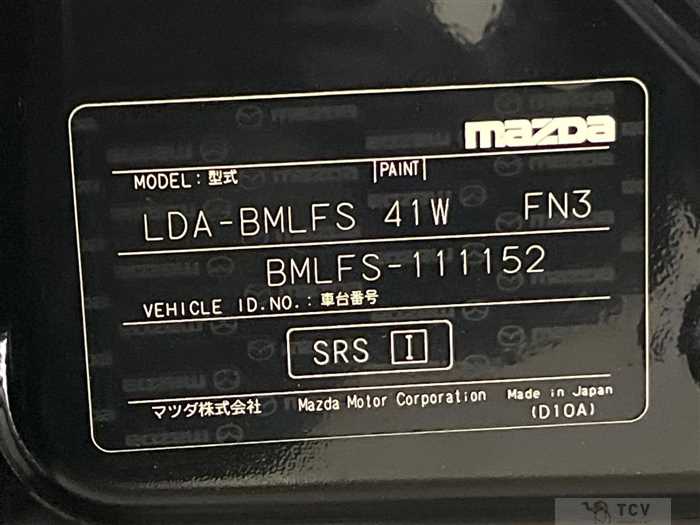 mazda
MODEL:型式 PAINT
LDA-BMLFS 41W FN3
BMLFS-111152
VEHICLE ID.NO.:車台番号
SRS I
マツダ株式会社 Mazda Motor Corporation Made in Japan
(D10A)
TCV